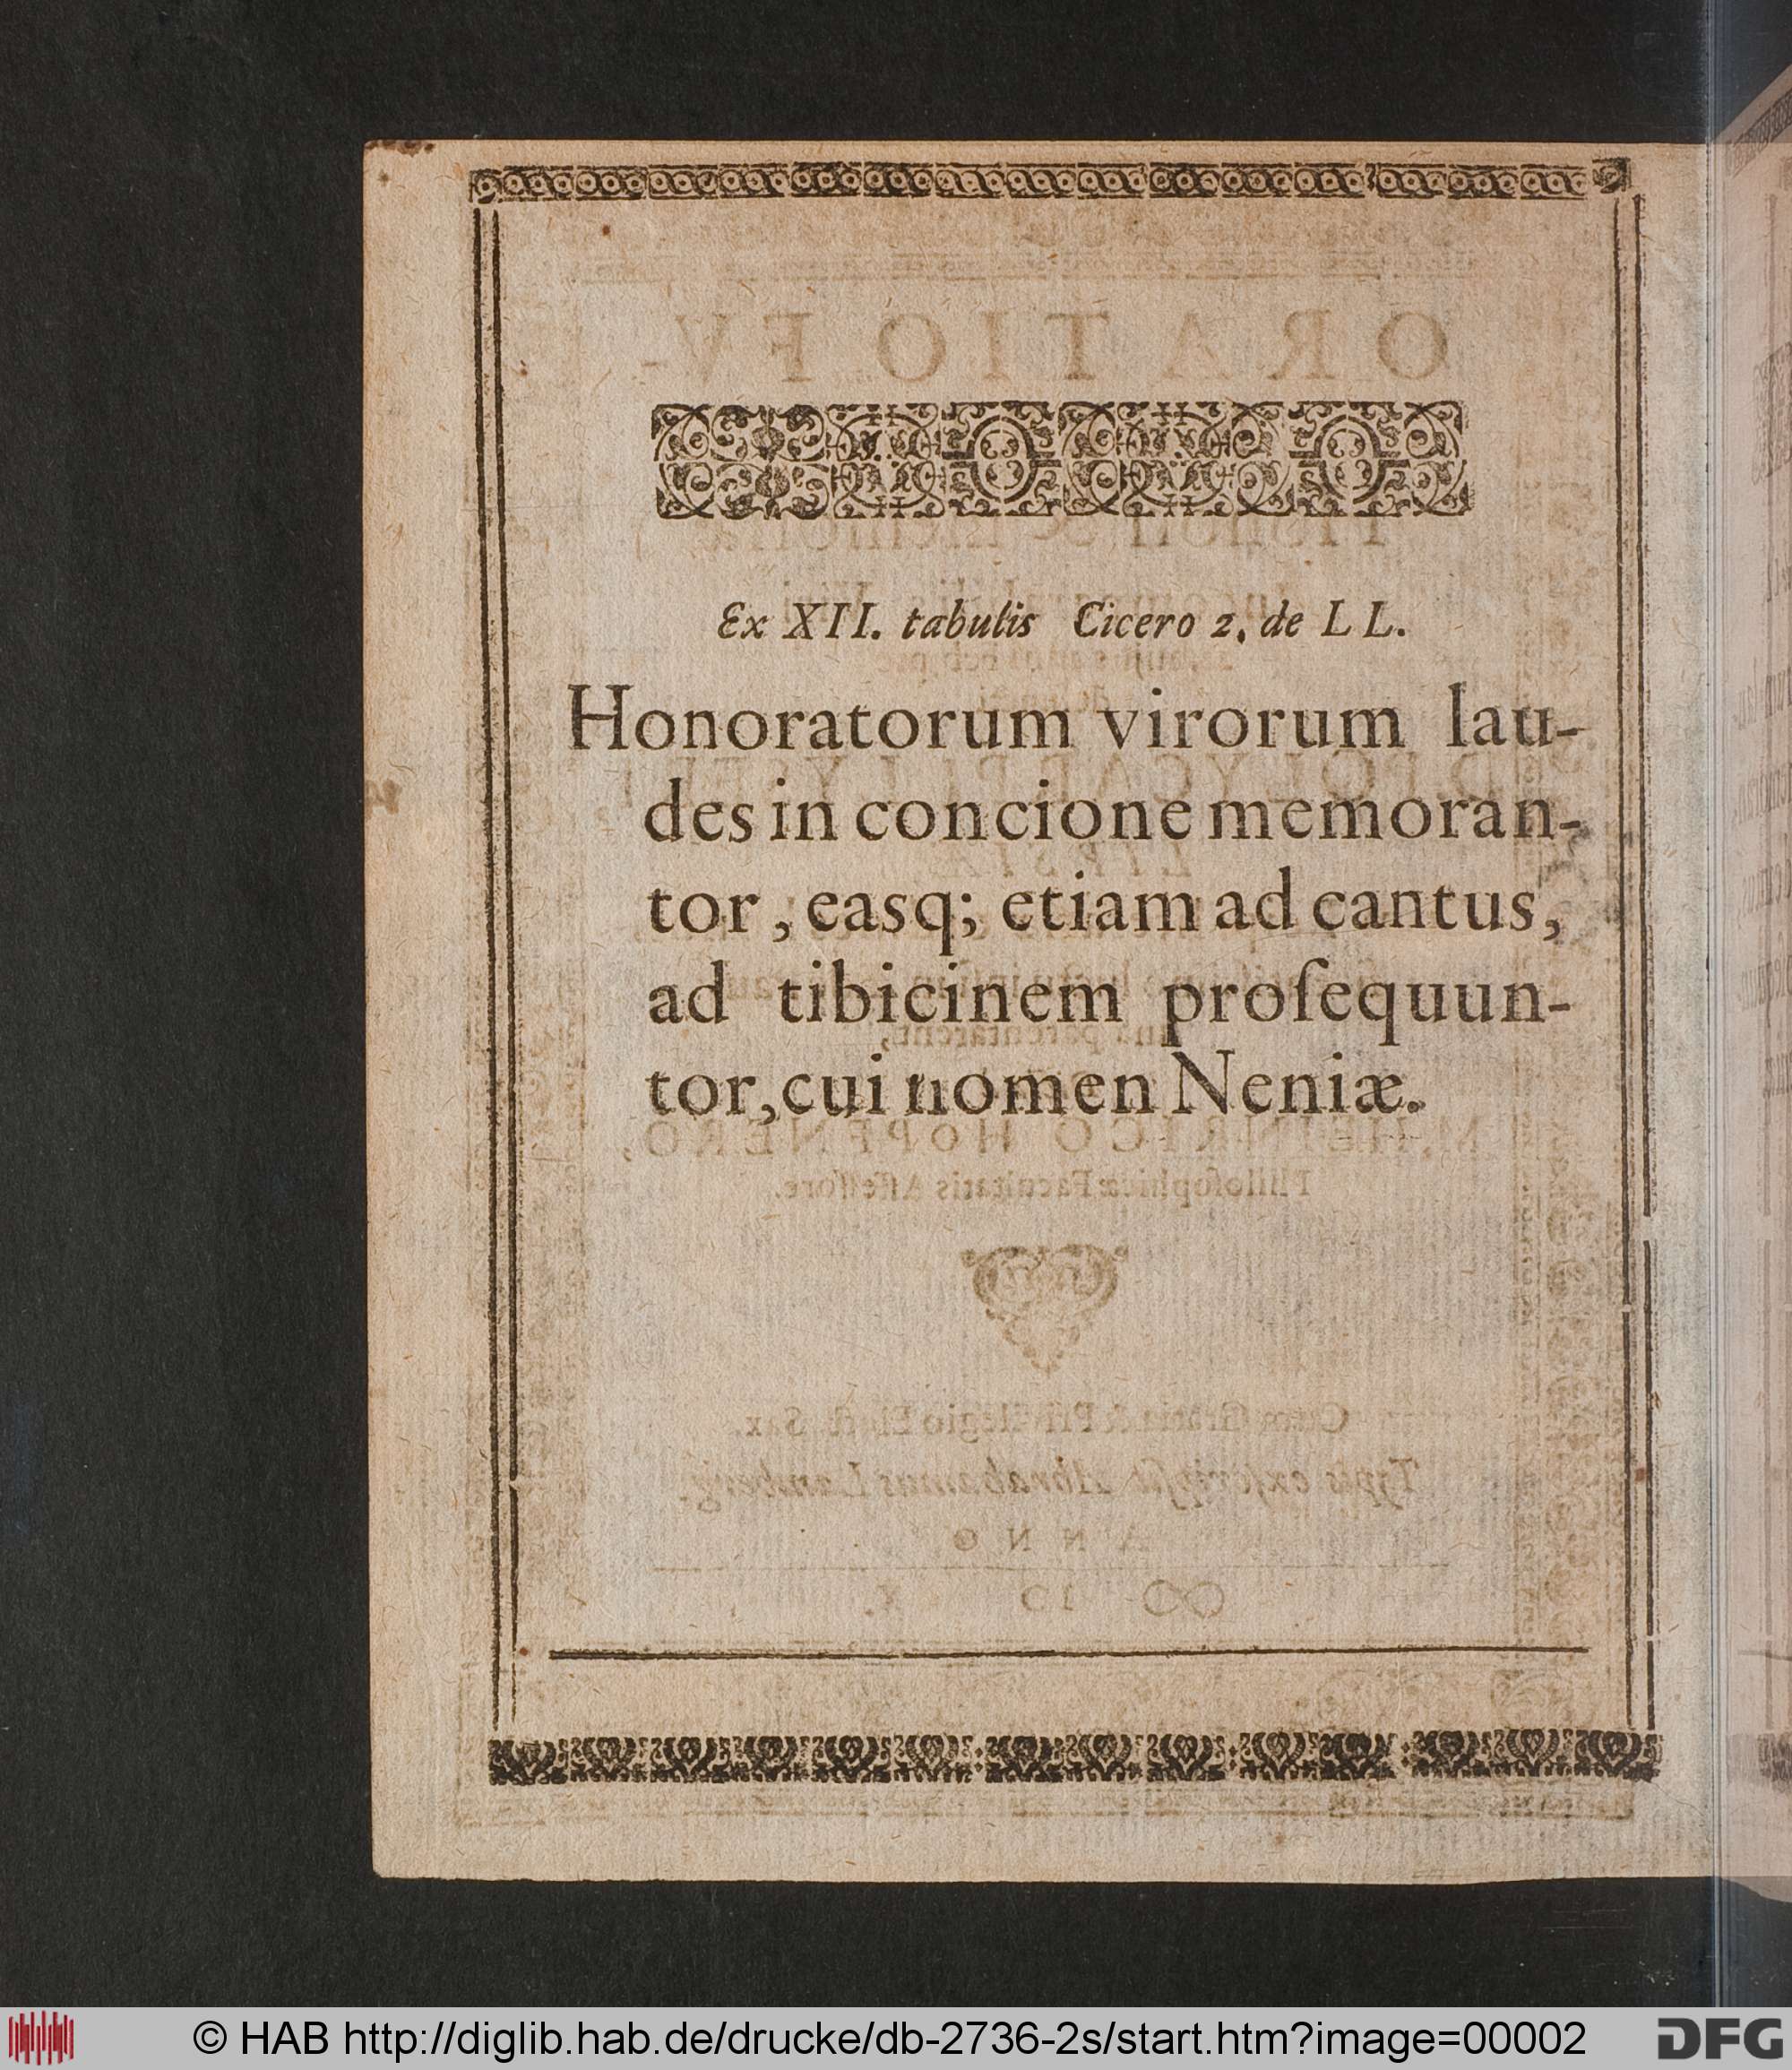 Ex XII. tabulis Cicero 2. de LL.
Honoratorum virorum lau-
des in concione memoran-
tor, easq; etiam ad cantus,
ad tibicinem proſequun-
tor, cui nomen Neniæ.
© HAB http://diglib.hab.de/drucke/db-2736-2s/start.htm?image=00002
DFG